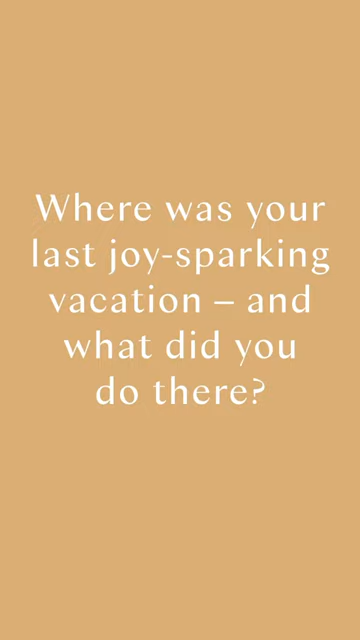 Where was your
last joy-sparking
vacation – and
what did you
do there?